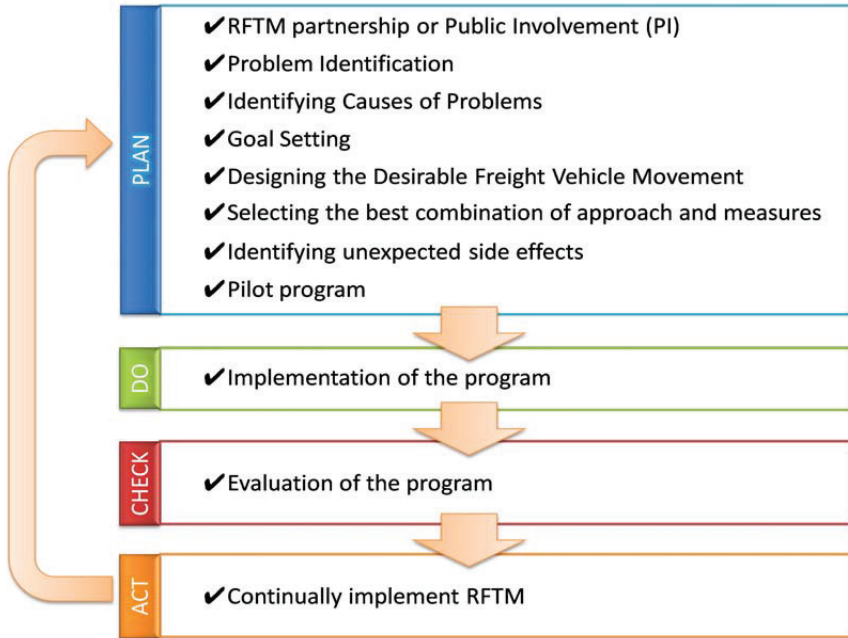 PLAN
✔RFTM partnership or Public Involvement (PI)
✔Problem Identification
✔Identifying Causes of Problems
✔Goal Setting
✔Designing the Desirable Freight Vehicle Movement
✔Selecting the best combination of approach and measures
✔Identifying unexpected side effects
✔Pilot program
DO
✔Implementation of the program
CHECK
✔Evaluation of the program
ACT
✔Continually implement RFTM